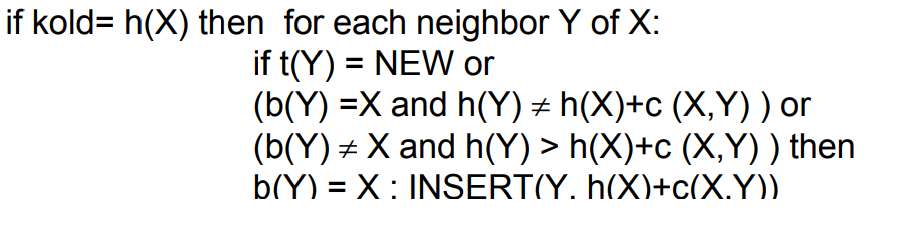 if kold= h(X) then for each neighbor Y of X:
if t(Y) = NEW or
(b(Y) =X and h(Y) ≠ h(X)+c (X,Y) ) or
(b(Y) ≠ X and h(Y) > h(X)+c (X,Y) ) then
b(Y) = X : INSERT(Y. h(X)+c(X.Y))